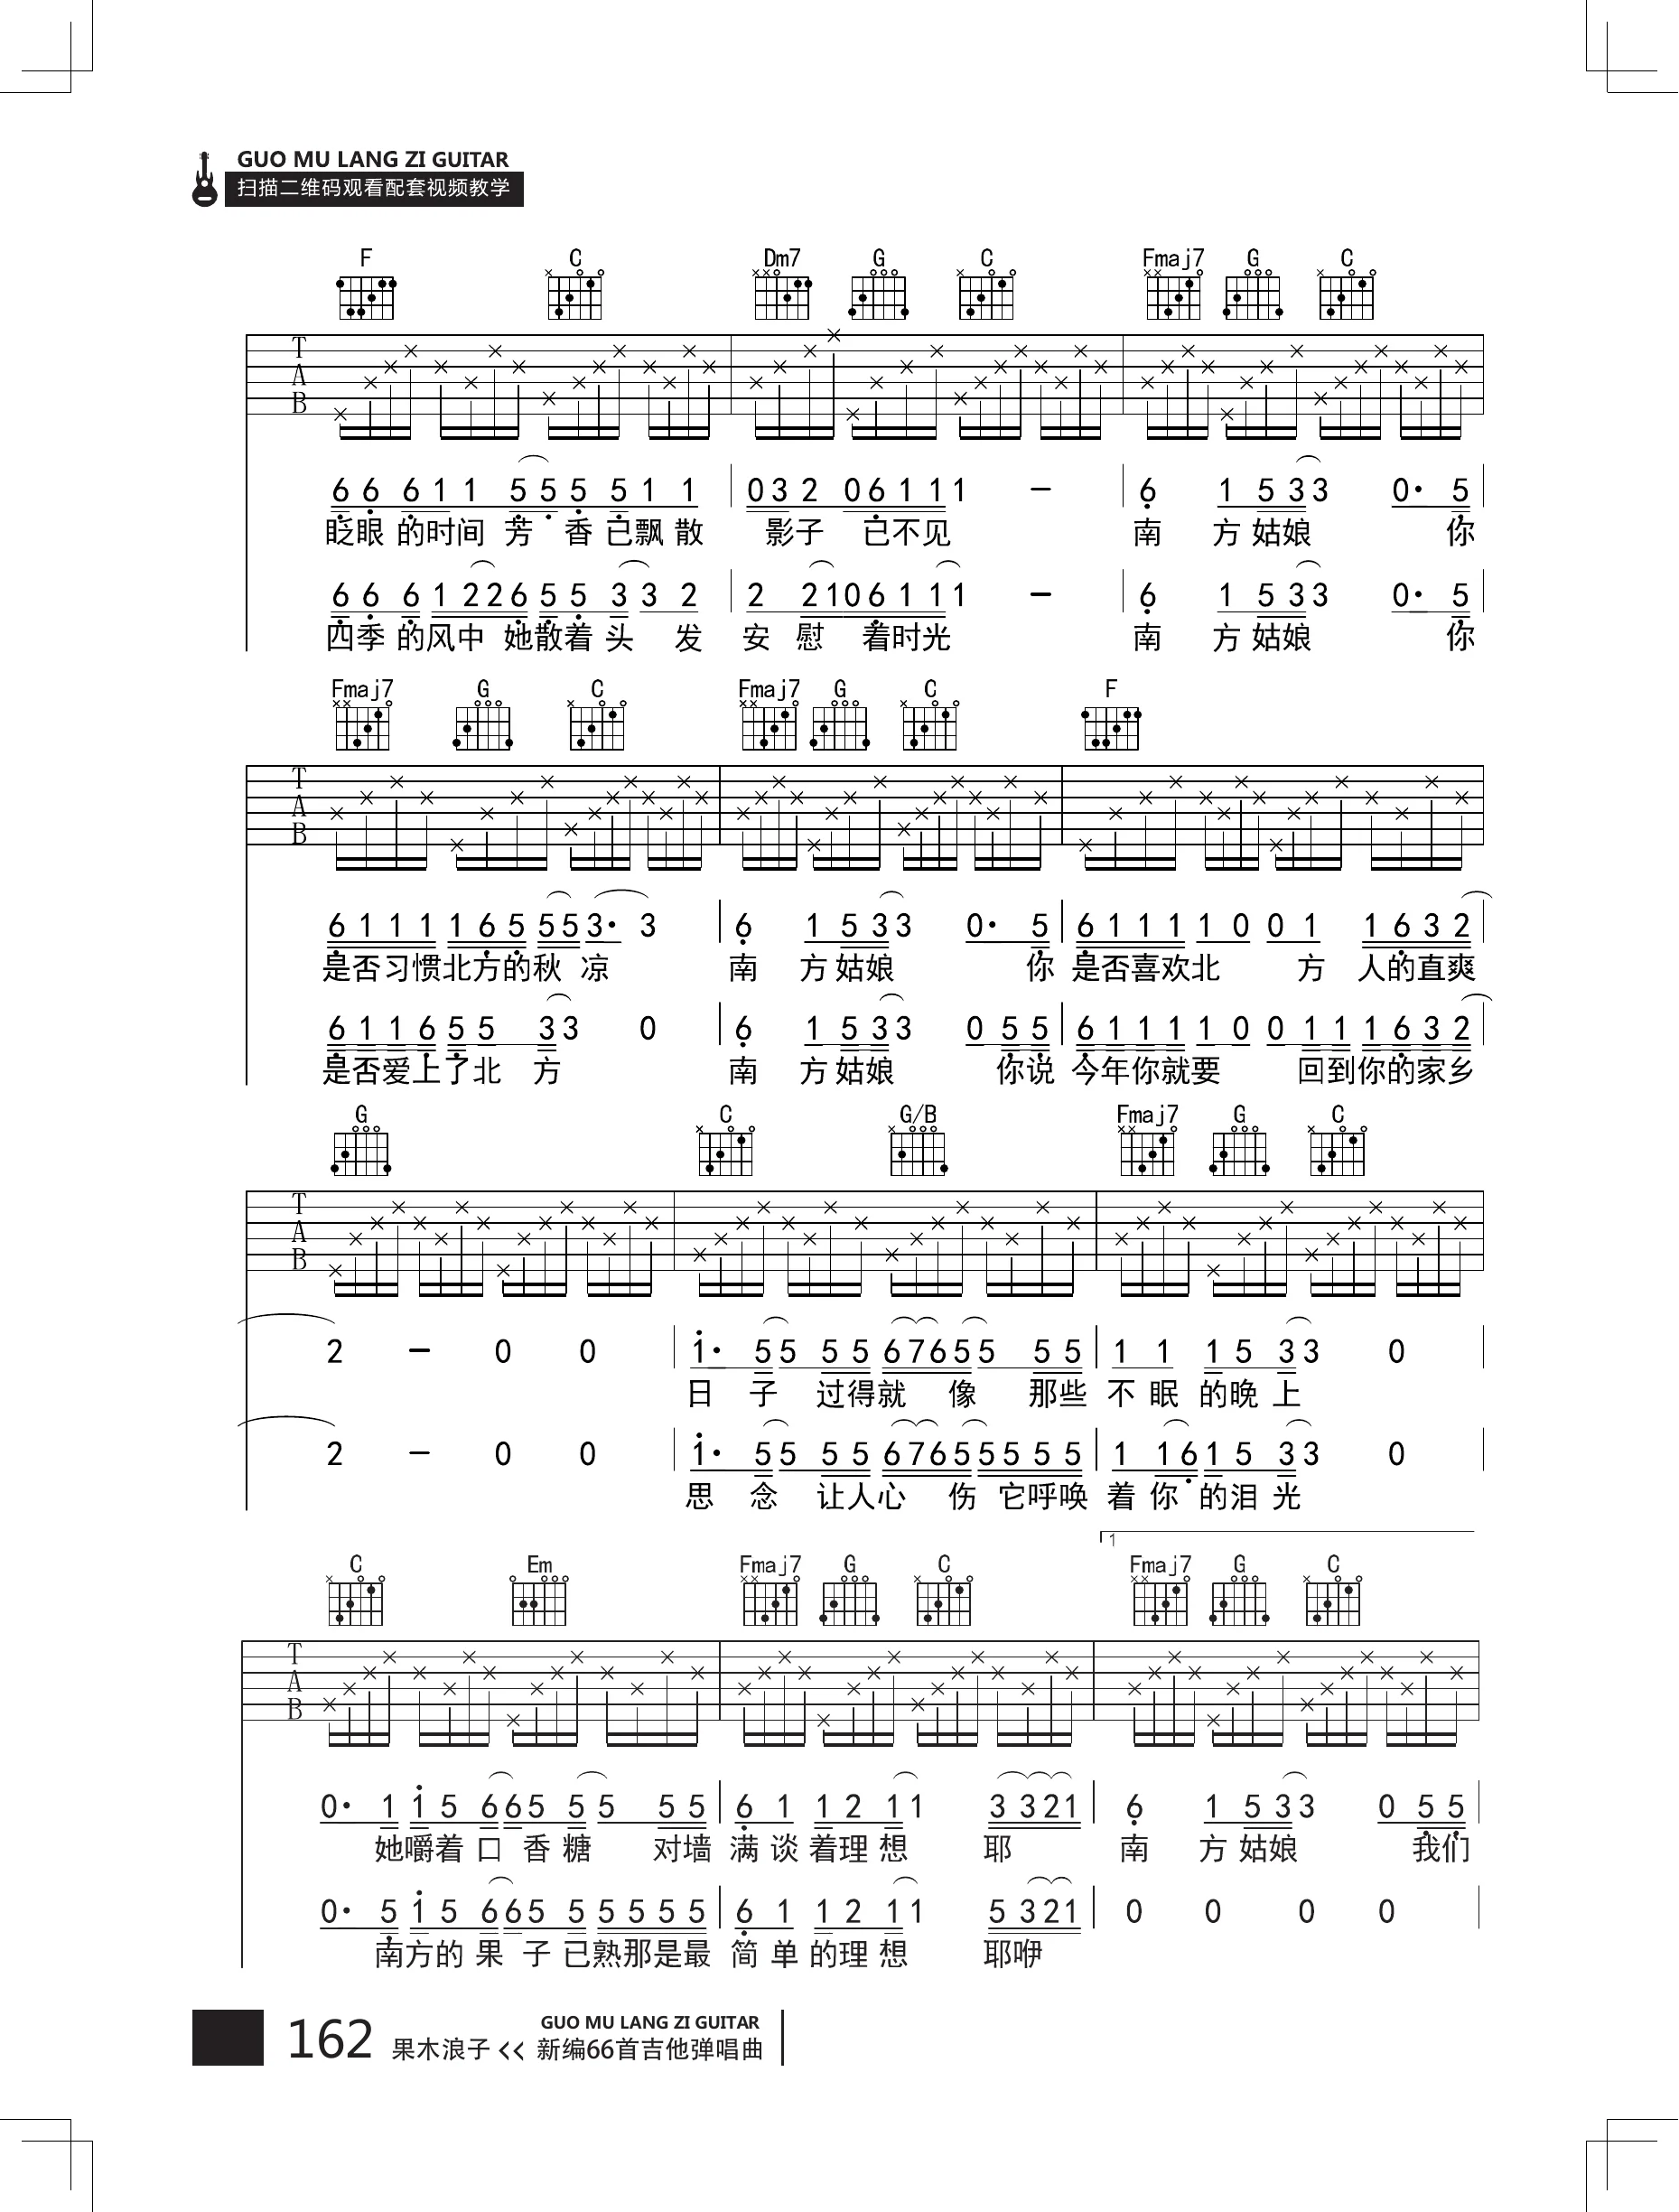 GUO MU LANG ZI GUITAR
扫描二维码观看配套视频教学
F C Dm7 G C Fmaj7 G C
T
A
B
6 6 6 1 1 5 5 5 5 1 1 0 3 2 0 6 1 1 1 – 6 1 5 3 3 0· 5
眨眼 的时间 芳 香 已飘 散 影子 已不见 南 方 姑娘 你
6 6 6 1 2 2 6 5 5 3 3 2 2 2 1 0 6 1 1 1 – 6 1 5 3 3 0· 5
四季 的风中 她散着 头 发 安 慰 着时光 南 方 姑娘 你
Fmaj7 G C Fmaj7 G C F
T
A
B
6 1 1 1 1 6 5 5 5 3· 3 6 1 5 3 3 0· 5 6 1 1 1 1 0 0 1 1 6 3 2
是否习惯北方的秋 凉 南 方 姑娘 你 是否喜欢北 方 人的直爽
6 1 1 6 5 5 3 3 0 6 1 5 3 3 0 5 5 6 1 1 1 1 0 0 1 1 1 6 3 2
是否爱上了北 方 南 方 姑娘 你说 今年你就要 回到你的家乡
G C G/B Fmaj7 G C
T
A
B
2 – 0 0 1· 5 5 5 5 6 7 6 5 5 5 5 1 1 1 5 3 3 0
日 子 过得就 像 那些 不 眠 的晚 上
2 – 0 0 1· 5 5 5 5 6 7 6 5 5 5 5 5 1 1 6 1 5 3 3 0
思 念 让人心 伤 它呼唤 着 你 的泪 光
1
C Em Fmaj7 G C Fmaj7 G C
T
A
B
0· 1 1 5 6 6 5 5 5 5 5 6 1 1 2 1 1 3 3 2 1 6 1 5 3 3 0 5 5
她嚼着 口 香 糖 对墙 满 谈 着理 想 耶 南 方 姑娘 我们
0· 5 1 5 6 6 5 5 5 5 5 5 6 1 1 2 1 1 5 3 2 1 0 0 0 0
南方的 果 子 已熟那是最 简 单 的理 想 耶咿
162 果木浪子 << GUO MU LANG ZI GUITAR
新编66首吉他弹唱曲